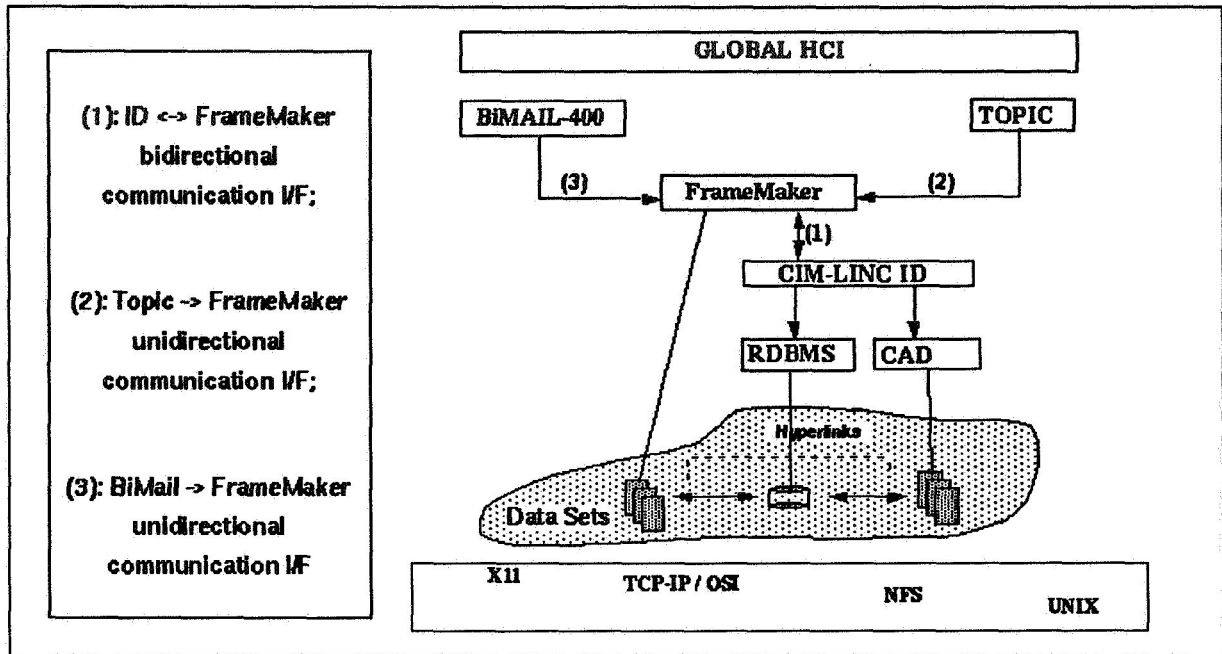 (1): ID <-> FrameMaker
bidirectional
communication I/F;
(2): Topic -> FrameMaker
unidirectional
communication I/F;
(3): BiMail -> FrameMaker
unidirectional
communication I/F
GLOBAL HCI
BiMAIL-400
TOPIC
(3)
FrameMaker
(2)
(1)
CIM-LINC ID
RDBMS
CAD
Hyperlinks
Data Sets
X11
TCP-IP / OSI
NFS
UNIX